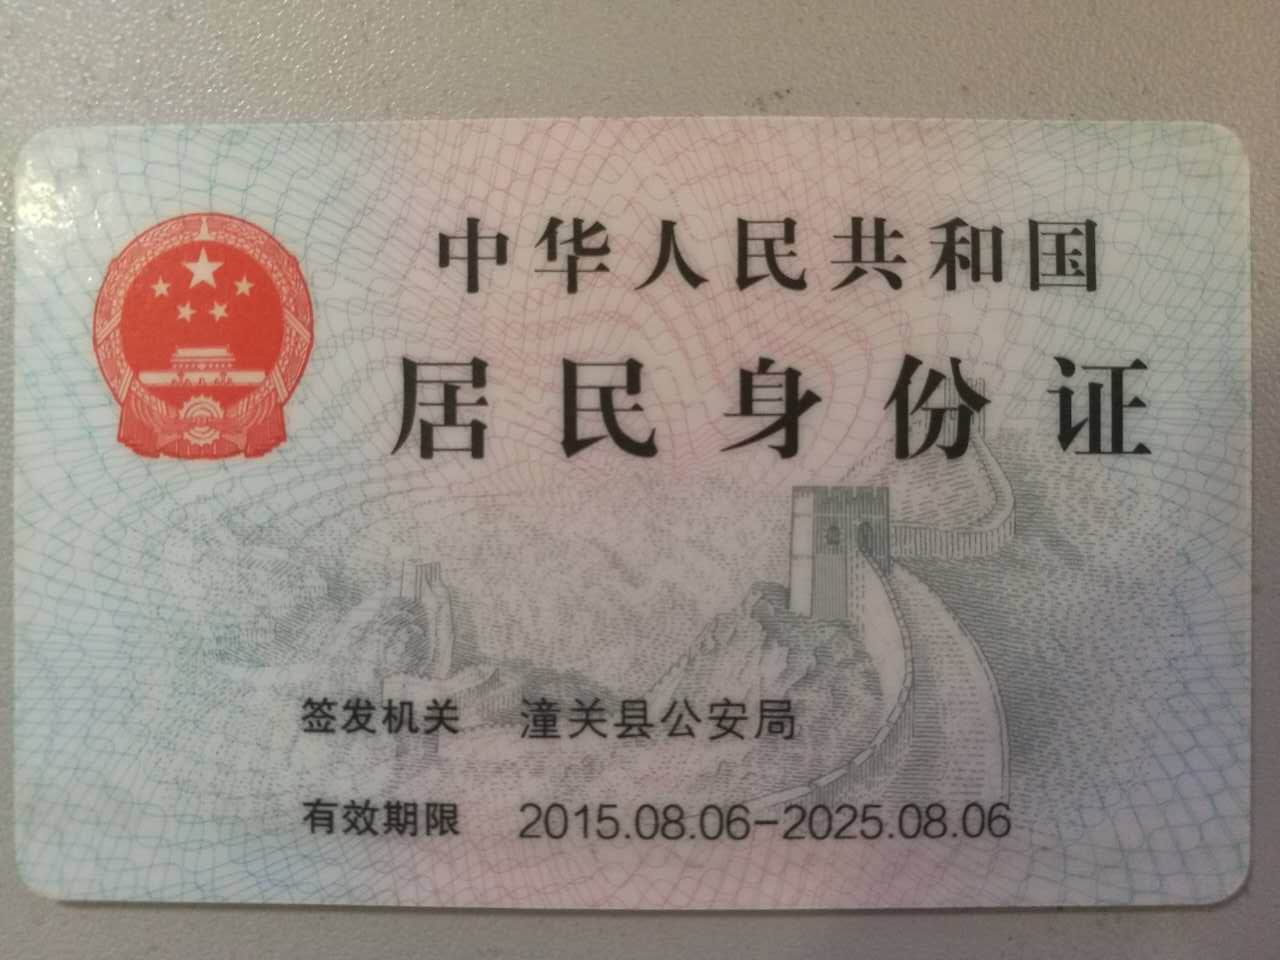 中华人民共和国
居民身份证
签发机关 潼关县公安局
有效期限 2015.08.06-2025.08.06